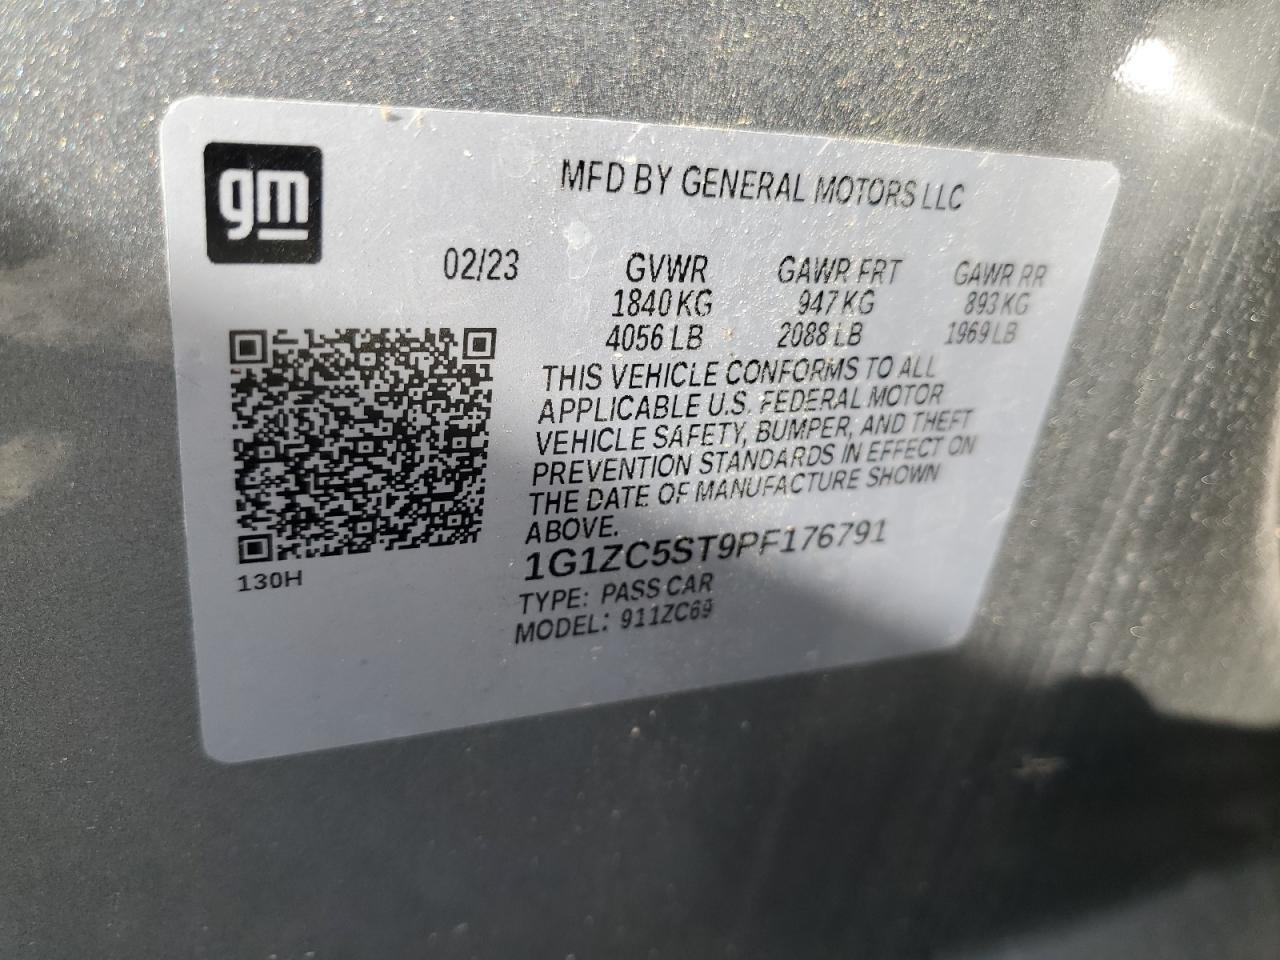 gm
MFD BY GENERAL MOTORS LLC
02/23 GVWR GAWR FRT GAWR RR
1840 KG 947 KG 893 KG
4056 LB 2088 LB 1969 LB
THIS VEHICLE CONFORMS TO ALL
APPLICABLE U.S. FEDERAL MOTOR
VEHICLE SAFETY, BUMPER, AND THEFT
PREVENTION STANDARDS IN EFFECT ON
THE DATE OF MANUFACTURE SHOWN
ABOVE.
1G1ZC5ST9PF176791
TYPE: PASS CAR
MODEL: 911ZC69
130H